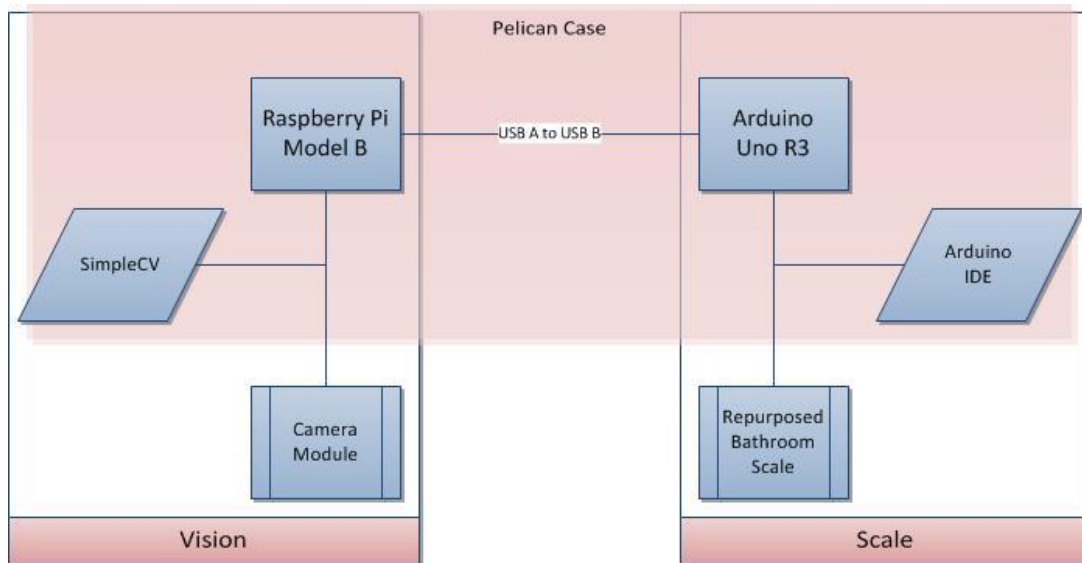 Pelican Case
Raspberry Pi
Model B
USB A to USB B
Arduino
Uno R3
SimpleCV
Arduino
IDE
Camera
Module
Repurposed
Bathroom
Scale
Vision
Scale